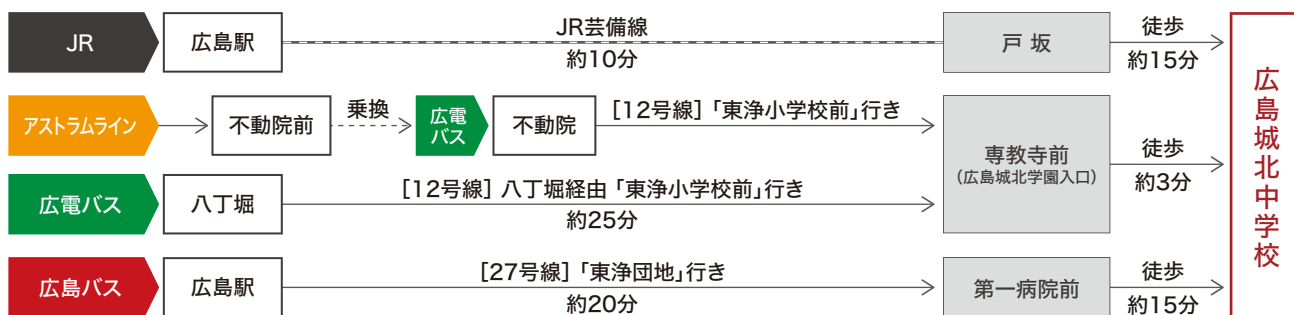 JR
広島駅
JR芸備線
約10分
戸坂
徒歩
約15分
アストラムライン
不動院前
乗換
広電
バス
不動院
[12号線]「東浄小学校前」行き
専教寺前
(広島城北学園入口)
徒歩
約3分
広電バス
八丁堀
[12号線] 八丁堀経由「東浄小学校前」行き
約25分
広島バス
広島駅
[27号線]「東浄団地」行き
約20分
第一病院前
徒歩
約15分
広島城北中学校